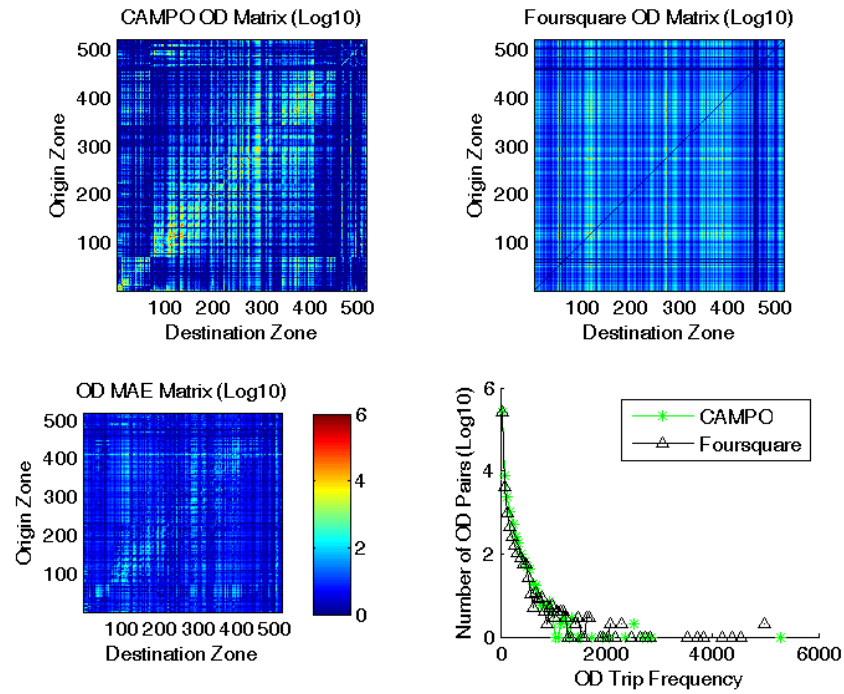 CAMPO OD Matrix (Log10)
500
400
300
200
100
Origin Zone
100 200 300 400 500
Destination Zone
Foursquare OD Matrix (Log10)
500
400
300
200
100
Origin Zone
100 200 300 400 500
Destination Zone
OD MAE Matrix (Log10)
500
400
300
200
100
Origin Zone
100 200 300 400 500
Destination Zone
6
4
2
0
6
4
2
0
Number of OD Pairs (Log10)
CAMPO
Foursquare
0 2000 4000 6000
OD Trip Frequency